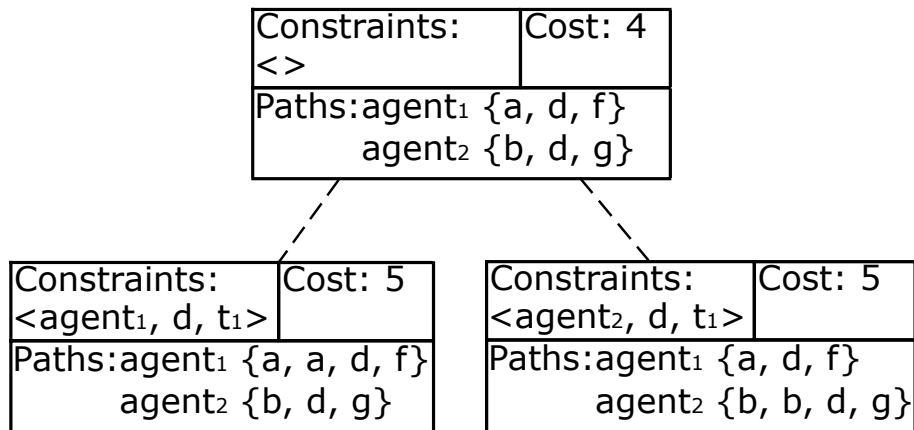 Constraints: Cost: 4
<>
Paths:agent₁ {a, d, f}
agent₂ {b, d, g}
Constraints: Cost: 5
<agent₁, d, t₁>
Paths:agent₁ {a, a, d, f}
agent₂ {b, d, g}
Constraints: Cost: 5
<agent₂, d, t₁>
Paths:agent₁ {a, d, f}
agent₂ {b, b, d, g}